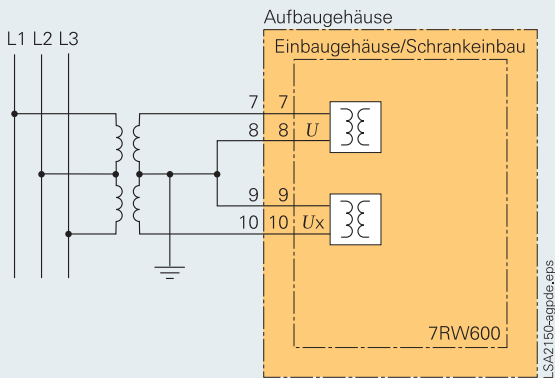 Aufbaugehäuse
L1 L2 L3
Einbaugehäuse/Schrankeinbau
7 7
8 8 U
9 9
10 10 Ux
7RW600
LSA2150-agpde.eps